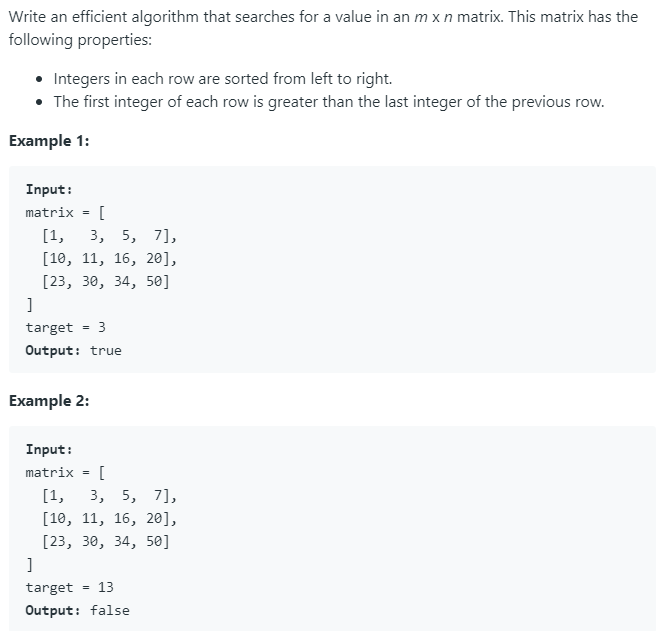 Write an efficient algorithm that searches for a value in an m x n matrix. This matrix has the
following properties:
• Integers in each row are sorted from left to right.
• The first integer of each row is greater than the last integer of the previous row.
Example 1:
Input:
matrix = [
  [1,   3,  5,  7],
  [10, 11, 16, 20],
  [23, 30, 34, 50]
]
target = 3
Output: true
Example 2:
Input:
matrix = [
  [1,   3,  5,  7],
  [10, 11, 16, 20],
  [23, 30, 34, 50]
]
target = 13
Output: false